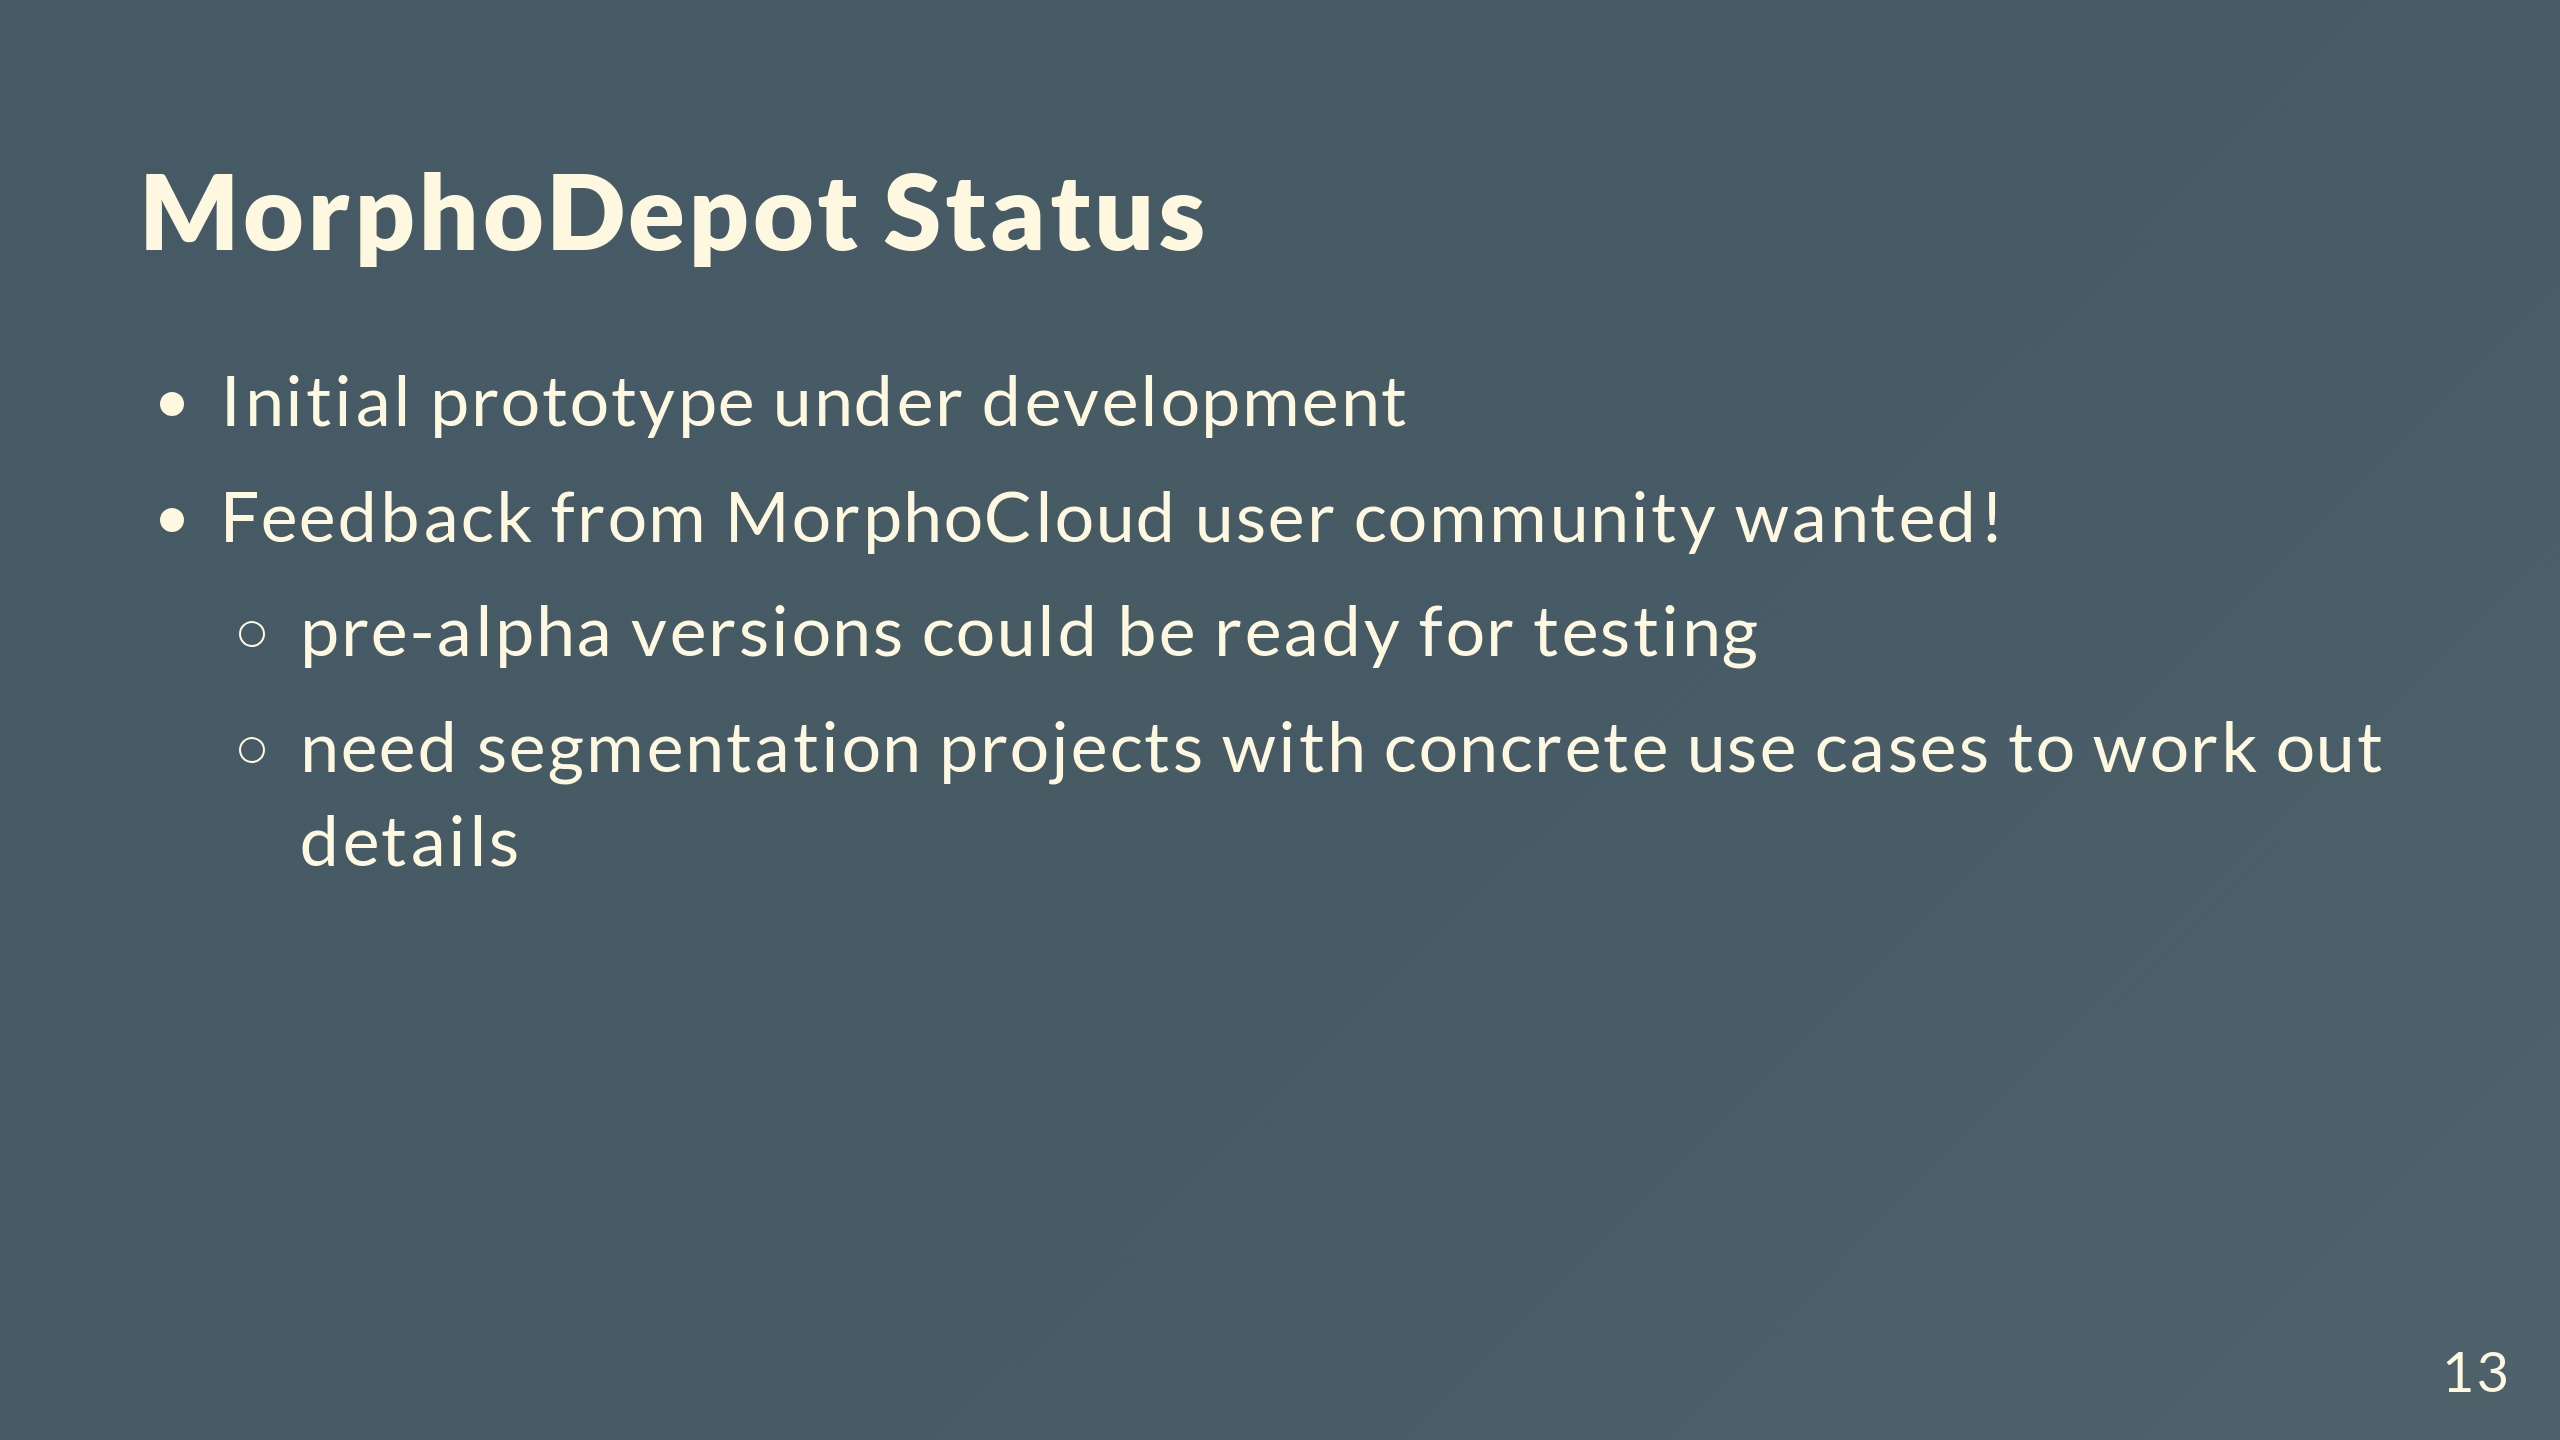 MorphoDepot Status
• Initial prototype under development
• Feedback from MorphoCloud user community wanted!
○ pre-alpha versions could be ready for testing
○ need segmentation projects with concrete use cases to work out
details
13